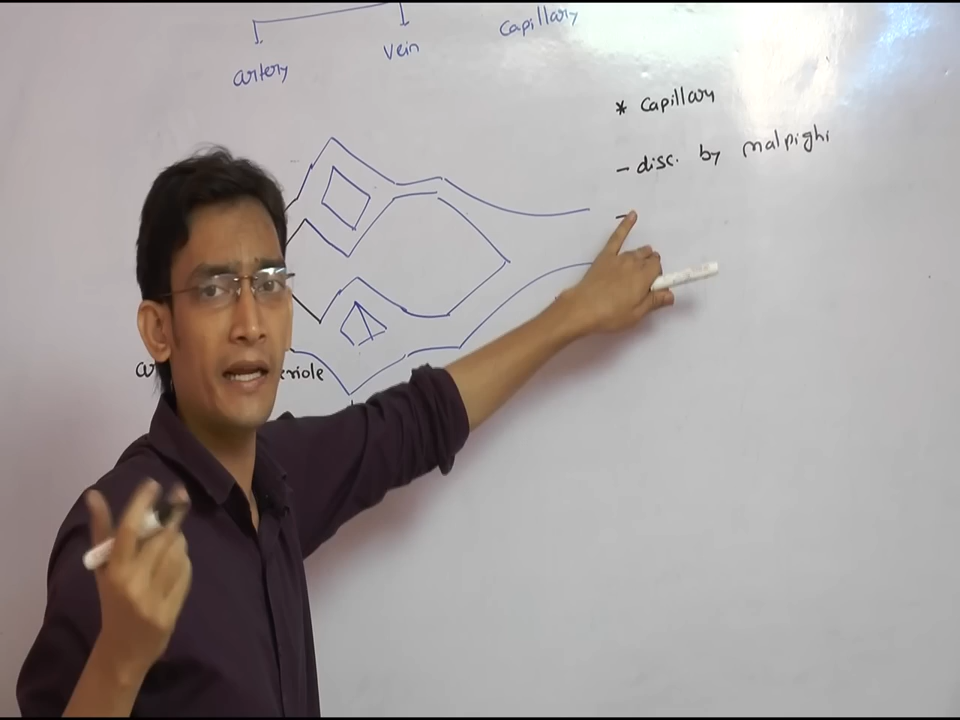 artery
vein
capillary
* capillary
- disc. by malpighi
-